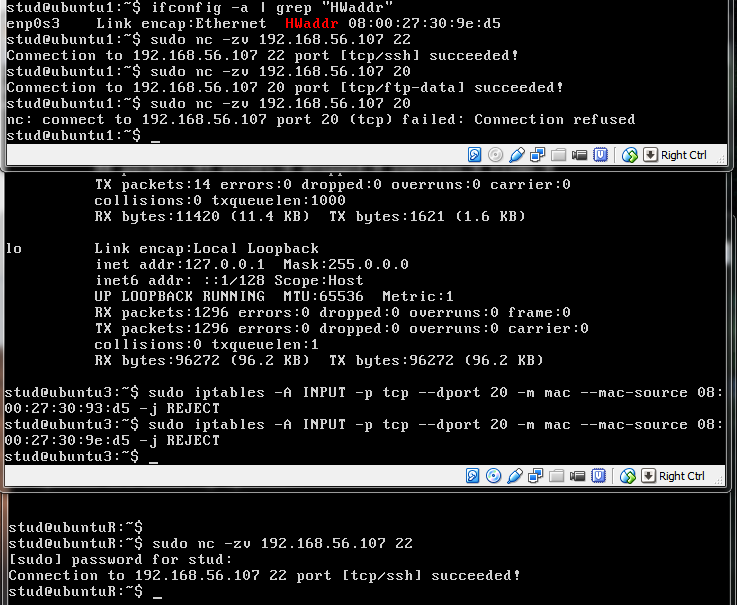 stud@ubuntu1:~$ ifconfig -a | grep "HWaddr"
enp0s3    Link encap:Ethernet  HWaddr 08:00:27:30:9e:d5
stud@ubuntu1:~$ sudo nc -zv 192.168.56.107 22
Connection to 192.168.56.107 22 port [tcp/ssh] succeeded!
stud@ubuntu1:~$ sudo nc -zv 192.168.56.107 20
Connection to 192.168.56.107 20 port [tcp/ftp-data] succeeded!
stud@ubuntu1:~$ sudo nc -zv 192.168.56.107 20
nc: connect to 192.168.56.107 port 20 (tcp) failed: Connection refused
stud@ubuntu1:~$ _
Right Ctrl
TX packets:14 errors:0 dropped:0 overruns:0 carrier:0
collisions:0 txqueuelen:1000
RX bytes:11420 (11.4 KB)  TX bytes:1621 (1.6 KB)
lo        Link encap:Local Loopback
inet addr:127.0.0.1  Mask:255.0.0.0
inet6 addr: ::1/128 Scope:Host
UP LOOPBACK RUNNING  MTU:65536  Metric:1
RX packets:1296 errors:0 dropped:0 overruns:0 frame:0
TX packets:1296 errors:0 dropped:0 overruns:0 carrier:0
collisions:0 txqueuelen:1
RX bytes:96272 (96.2 KB)  TX bytes:96272 (96.2 KB)
stud@ubuntu3:~$ sudo iptables -A INPUT -p tcp --dport 20 -m mac --mac-source 08:
00:27:30:93:d5 -j REJECT
stud@ubuntu3:~$ sudo iptables -A INPUT -p tcp --dport 20 -m mac --mac-source 08:
00:27:30:9e:d5 -j REJECT
stud@ubuntu3:~$ _
Right Ctrl
stud@ubuntuR:~$
stud@ubuntuR:~$ sudo nc -zv 192.168.56.107 22
[sudo] password for stud:
Connection to 192.168.56.107 22 port [tcp/ssh] succeeded!
stud@ubuntuR:~$ _